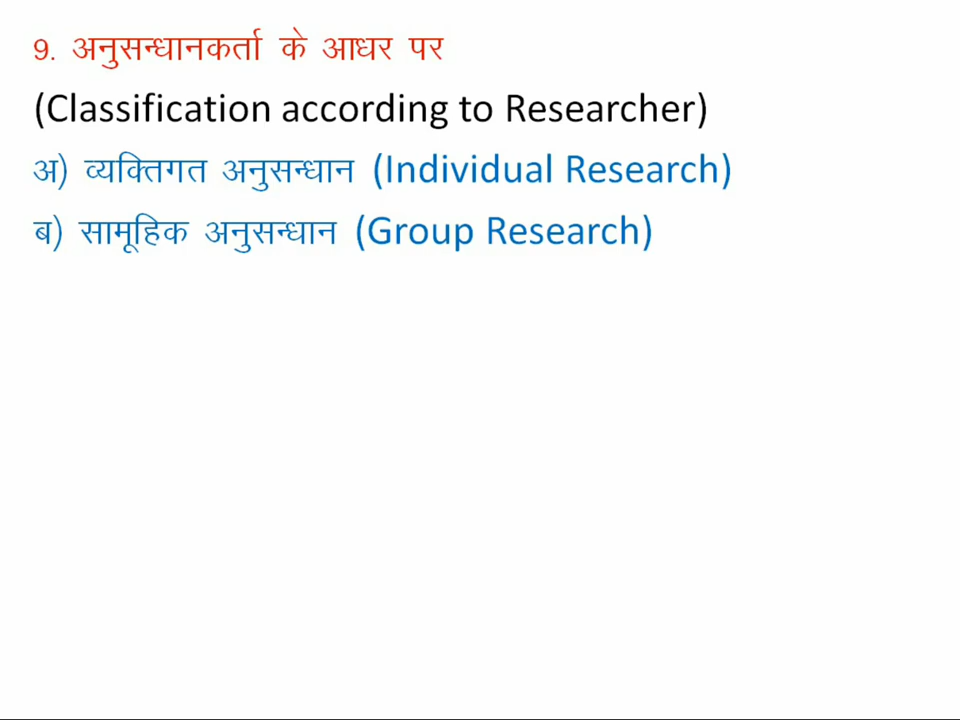 9. अनुसन्धानकर्ता के आधर पर
(Classification according to Researcher)
अ) व्यक्तिगत अनुसन्धान (Individual Research)
ब) सामूहिक अनुसन्धान (Group Research)